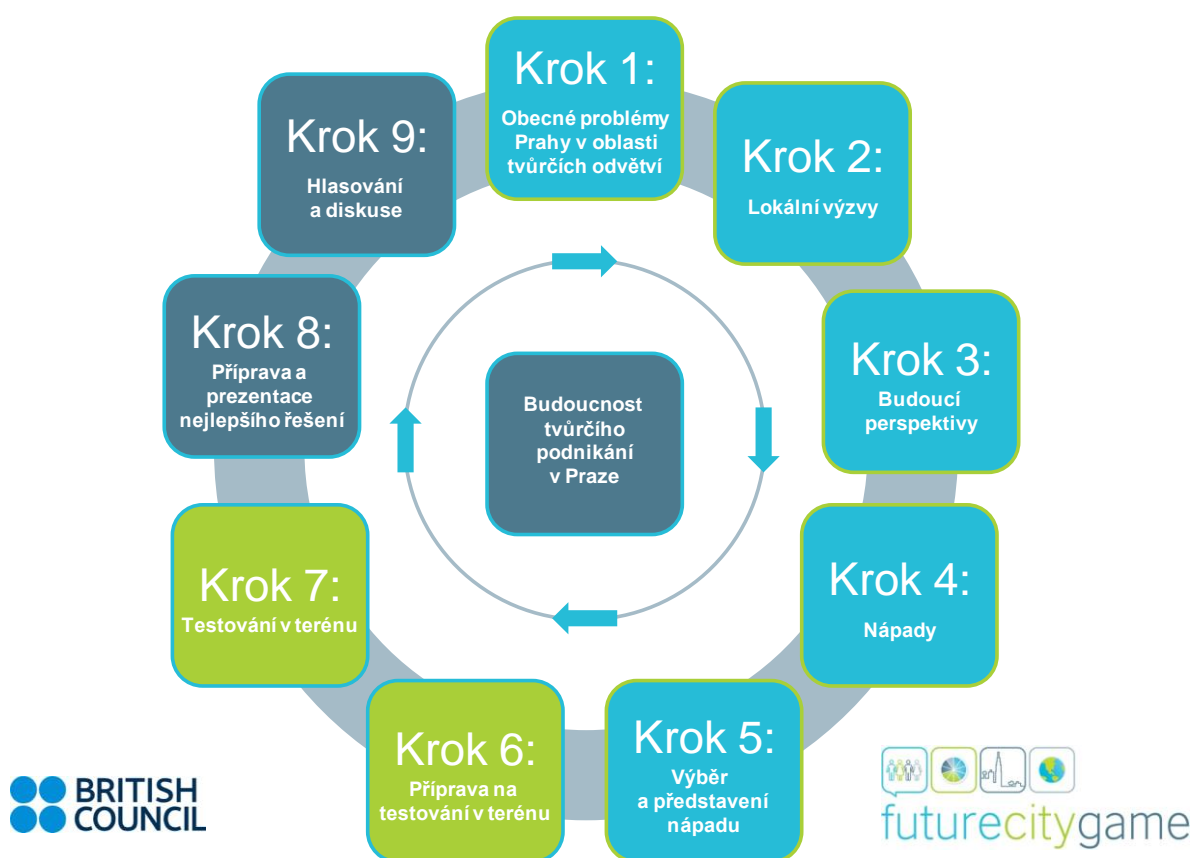 Krok 1:
Obecné problémy
Prahy v oblasti
tvůrčích odvětví
Krok 2:
Lokální výzvy
Krok 3:
Budoucí
perspektivy
Krok 4:
Nápady
Krok 5:
Výběr
a představení
nápadu
Krok 6:
Příprava na
testování v terénu
Krok 7:
Testování v terénu
Krok 8:
Příprava a
prezentace
nejlepšího řešení
Krok 9:
Hlasování
a diskuse
Budoucnost
tvůrčího
podnikání
v Praze
BRITISH
COUNCIL
futurecitygame